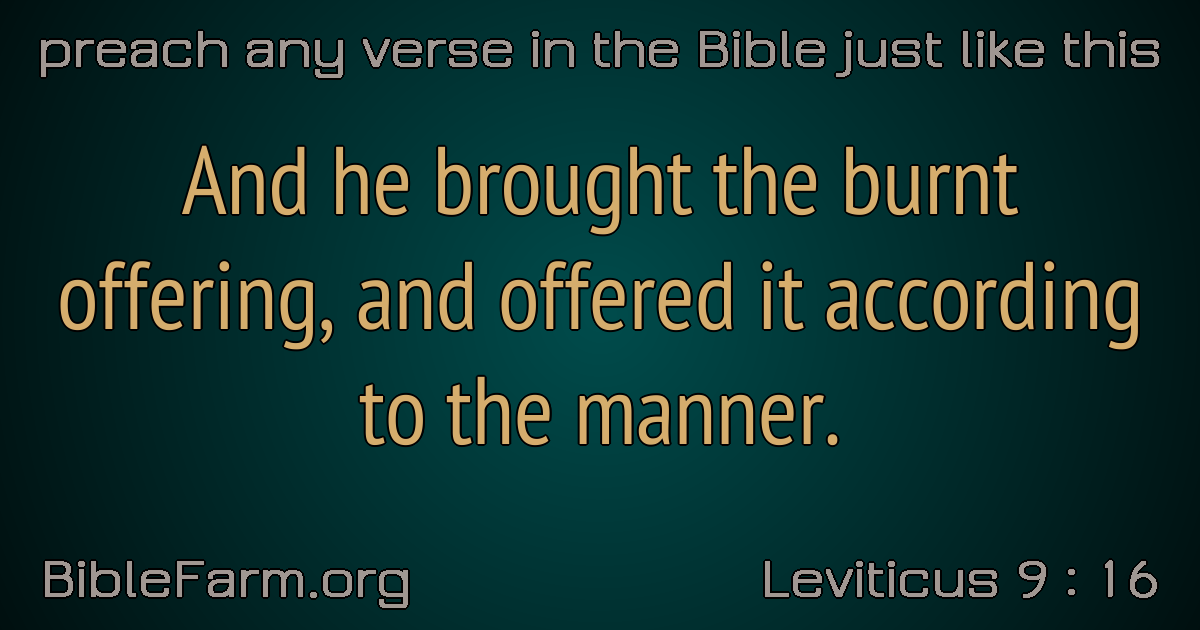 preach any verse in the Bible just like this
And he brought the burnt
offering, and offered it according
to the manner.
BibleFarm.org
Leviticus 9 : 16